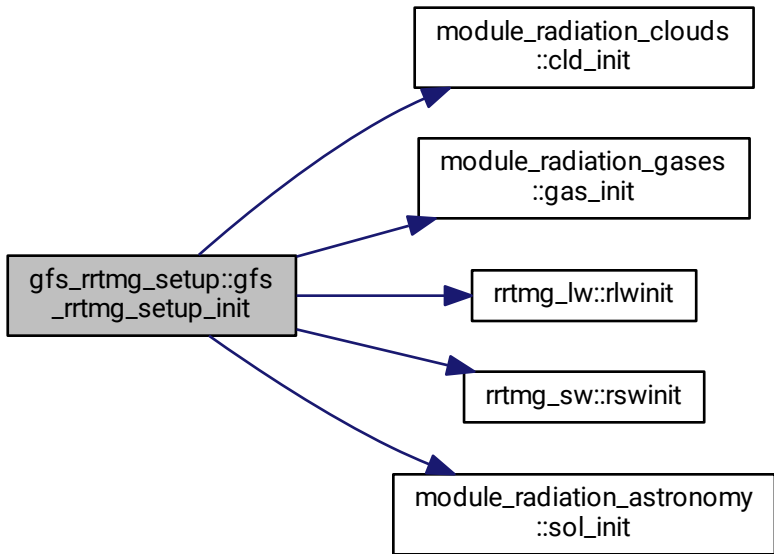 module_radiation_clouds
::cld_init
module_radiation_gases
::gas_init
gfs_rrtmg_setup::gfs
_rrtmg_setup_init
rrtmg_lw::rlwinit
rrtmg_sw::rswinit
module_radiation_astronomy
::sol_init